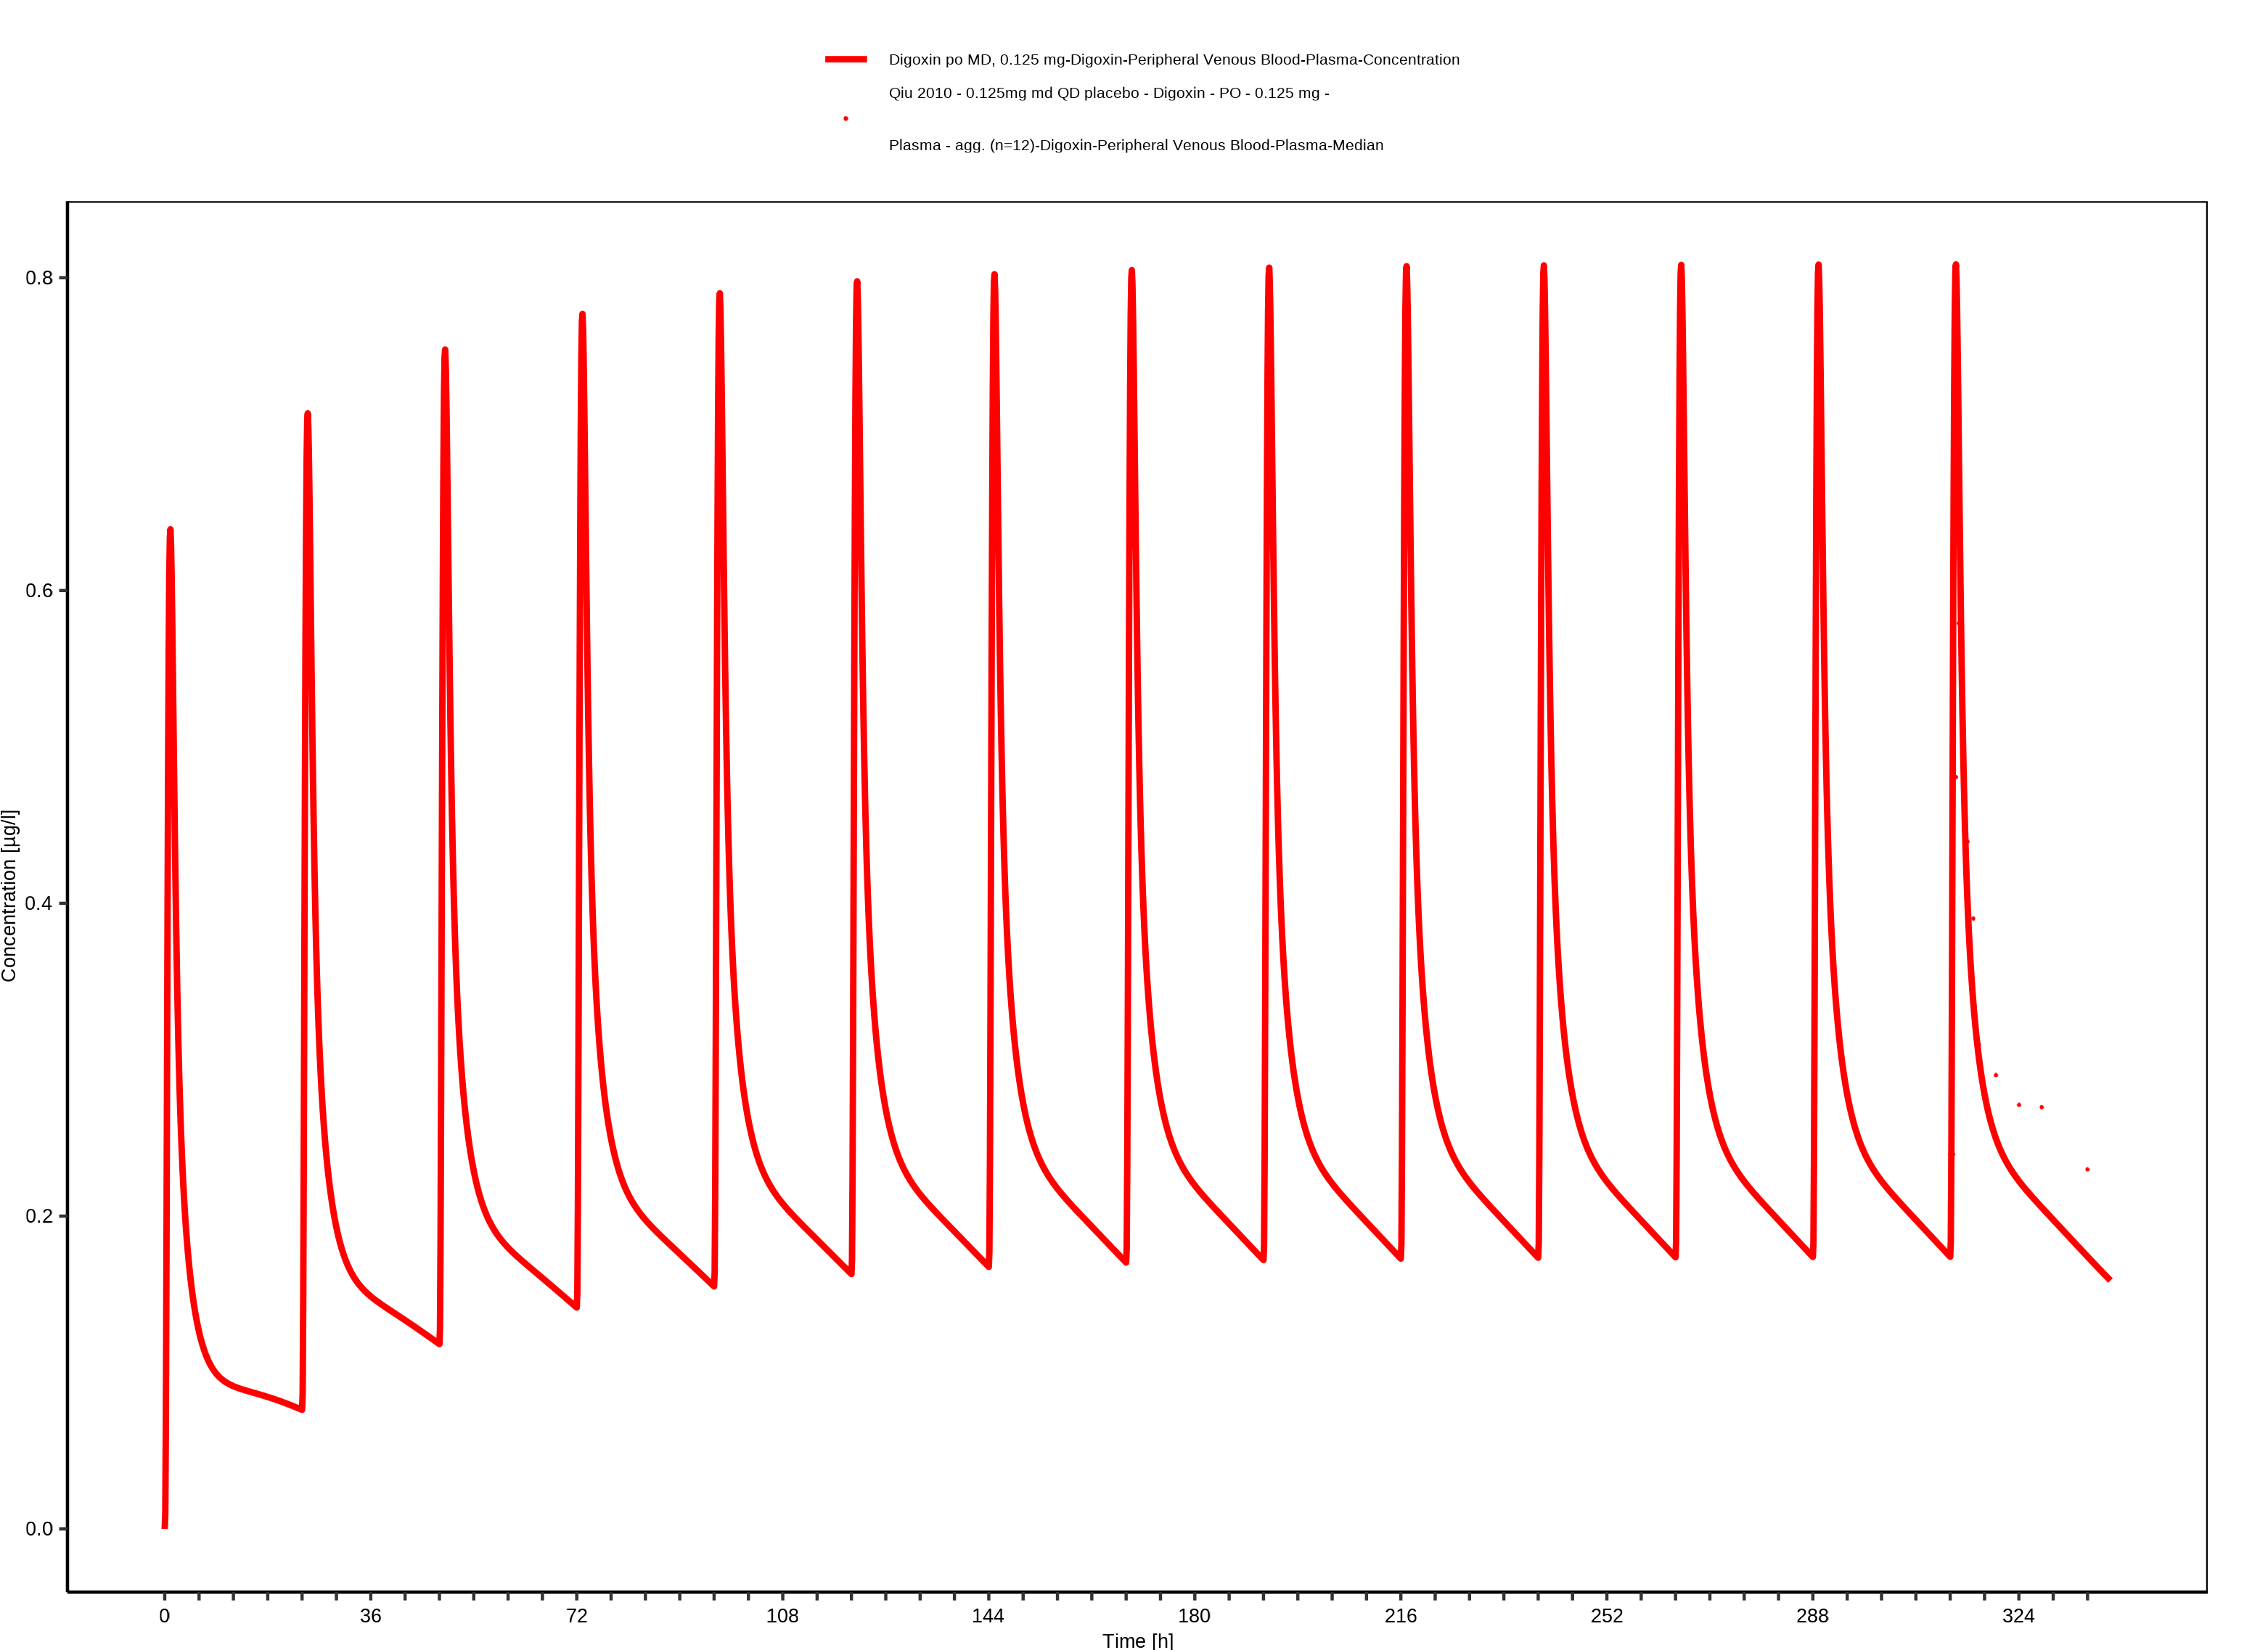 Digoxin po MD, 0.125 mg-Digoxin-Peripheral Venous Blood-Plasma-Concentration
Qiu 2010 - 0.125mg md QD placebo - Digoxin - PO - 0.125 mg -
Plasma - agg. (n=12)-Digoxin-Peripheral Venous Blood-Plasma-Median
0.8
0.6
0.4
0.2
0.0
Concentration [µg/l]
0 36 72 108 144 180 216 252 288 324
Time [h]